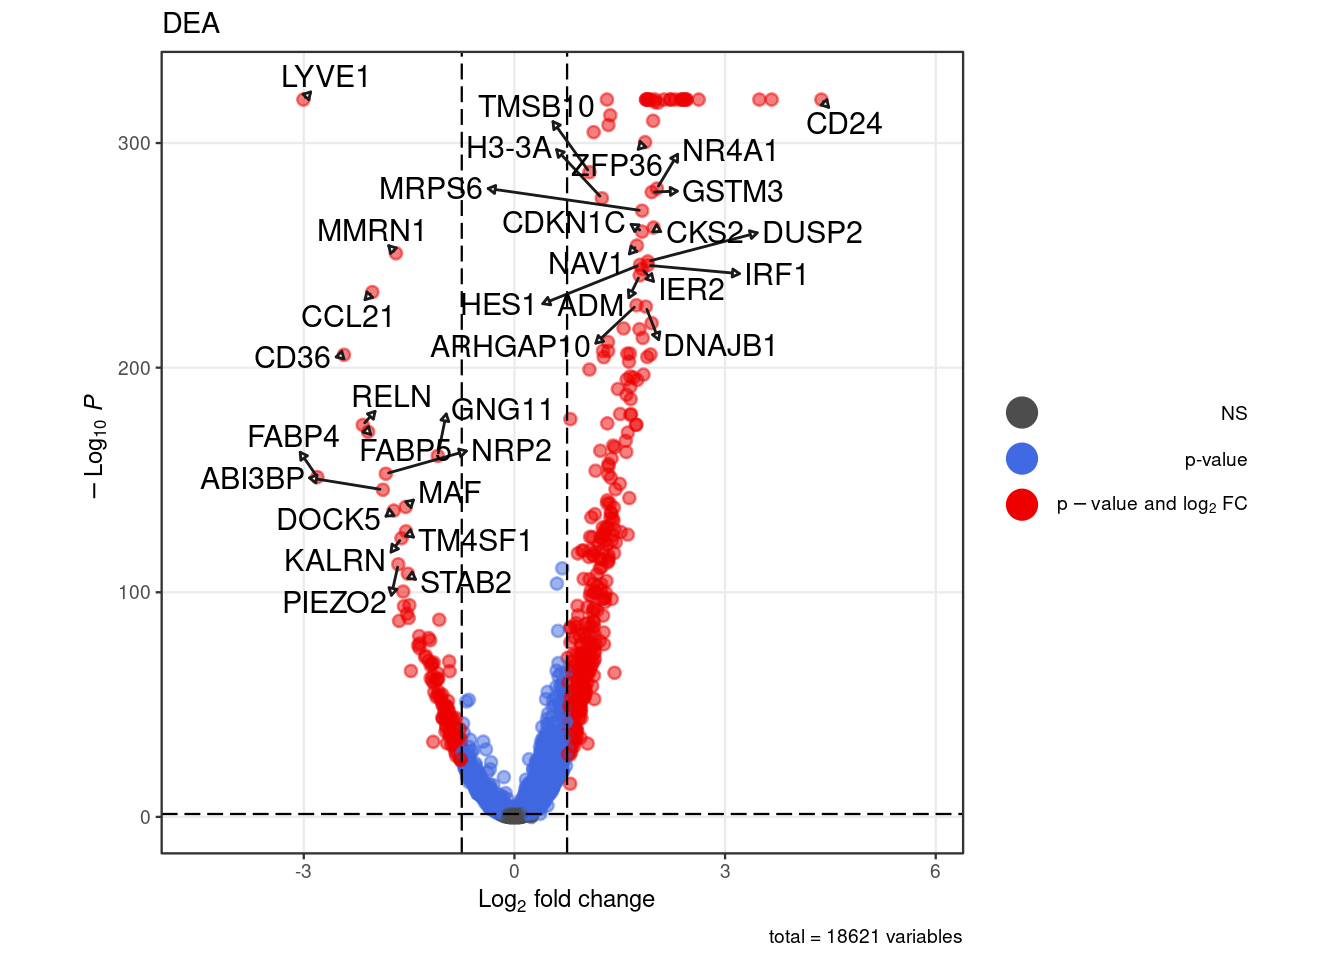 DEA
LYVE1
TMSB10
CD24
H3-3A
ZFP36
NR4A1
MRPS6
GSTM3
MMRN1
CDKN1C
CKS2
DUSP2
NAV1
IRF1
IER2
CCL21
HES1
ADM
ARHGAP10
DNAJB1
CD36
RELN
GNG11
FABP4
FABP5
NRP2
ABI3BP
MAF
DOCK5
TM4SF1
KALRN
STAB2
PIEZO2
300
200
100
0
− Log10 P
-3
0
3
6
Log2 fold change
NS
p-value
p − value and log2 FC
total = 18621 variables